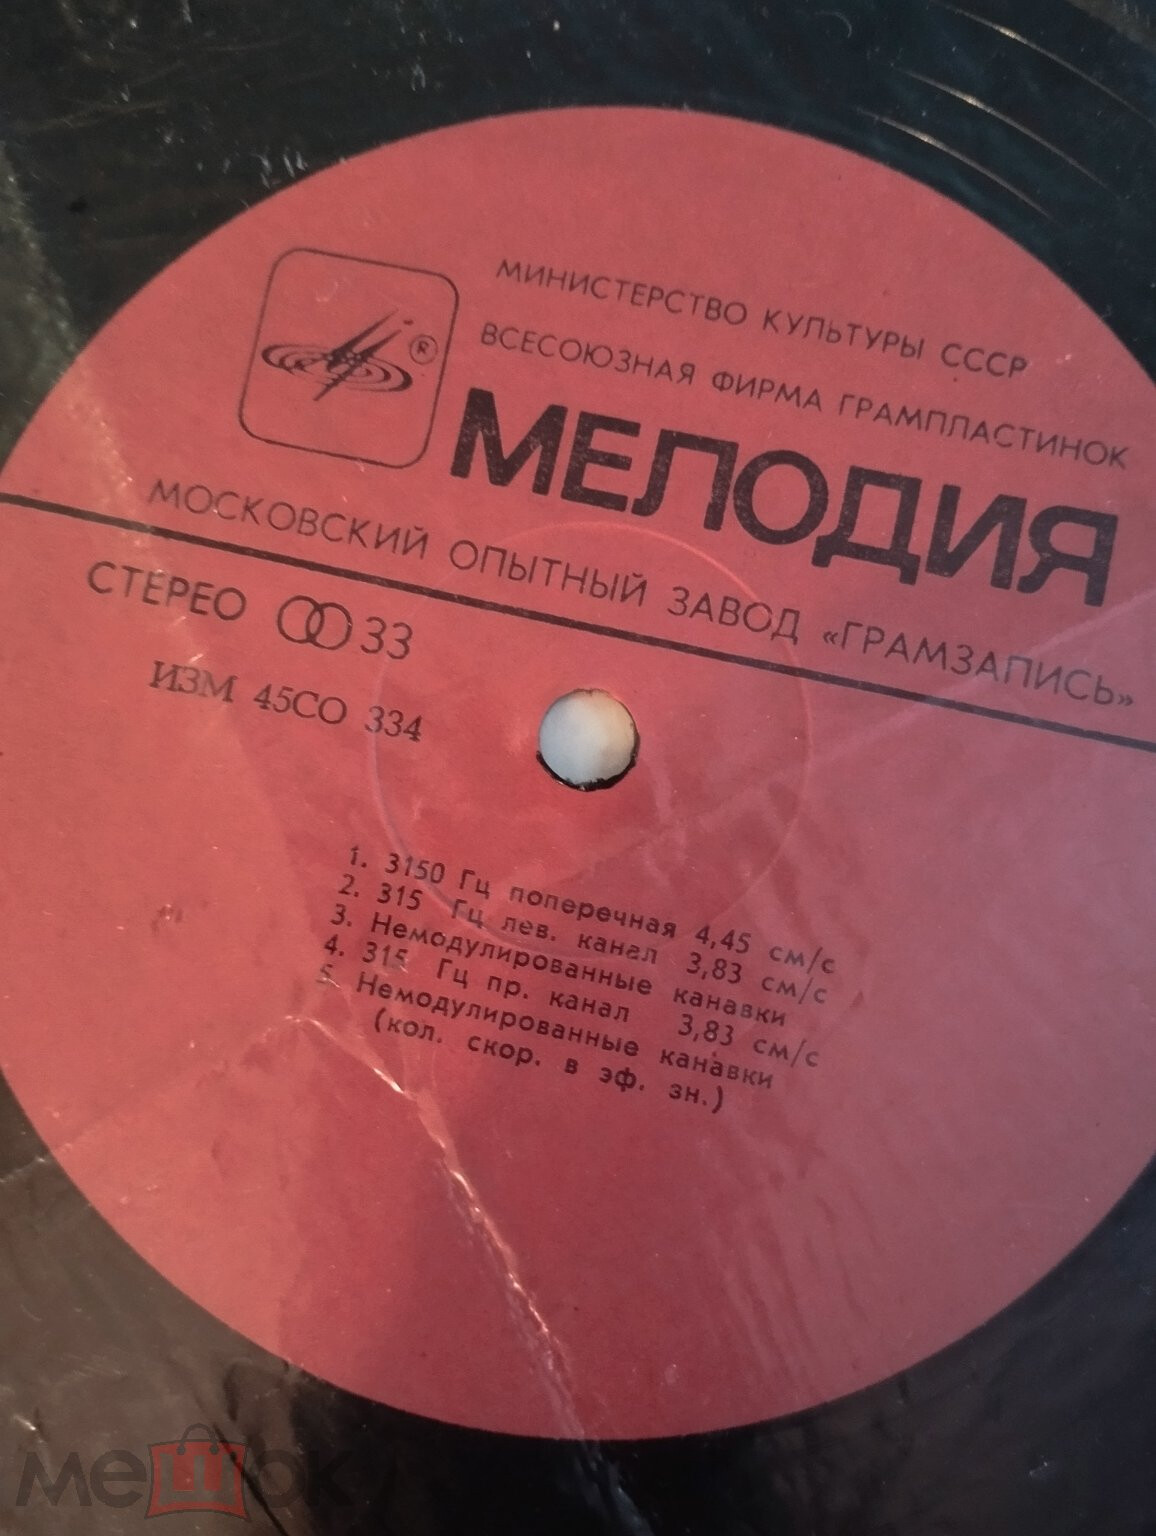 МИНИСТЕРСТВО КУЛЬТУРЫ СССР
ВСЕСОЮЗНАЯ ФИРМА ГРАМПЛАСТИНОК
®
МЕЛОДИЯ
МОСКОВСКИЙ ОПЫТНЫЙ ЗАВОД «ГРАМЗАПИСЬ»
СТЕРЕО 33
ИЗМ 45СО 334
1. 3150 Гц поперечная 4,45 см/с
2. 315 Гц лев. канал 3,83 см/с
3. Немодулированные канавки
4. 315 Гц пр. канал 3,83 см/с
5. Немодулированные канавки
(кол. скор. в эф. зн.)
мешок